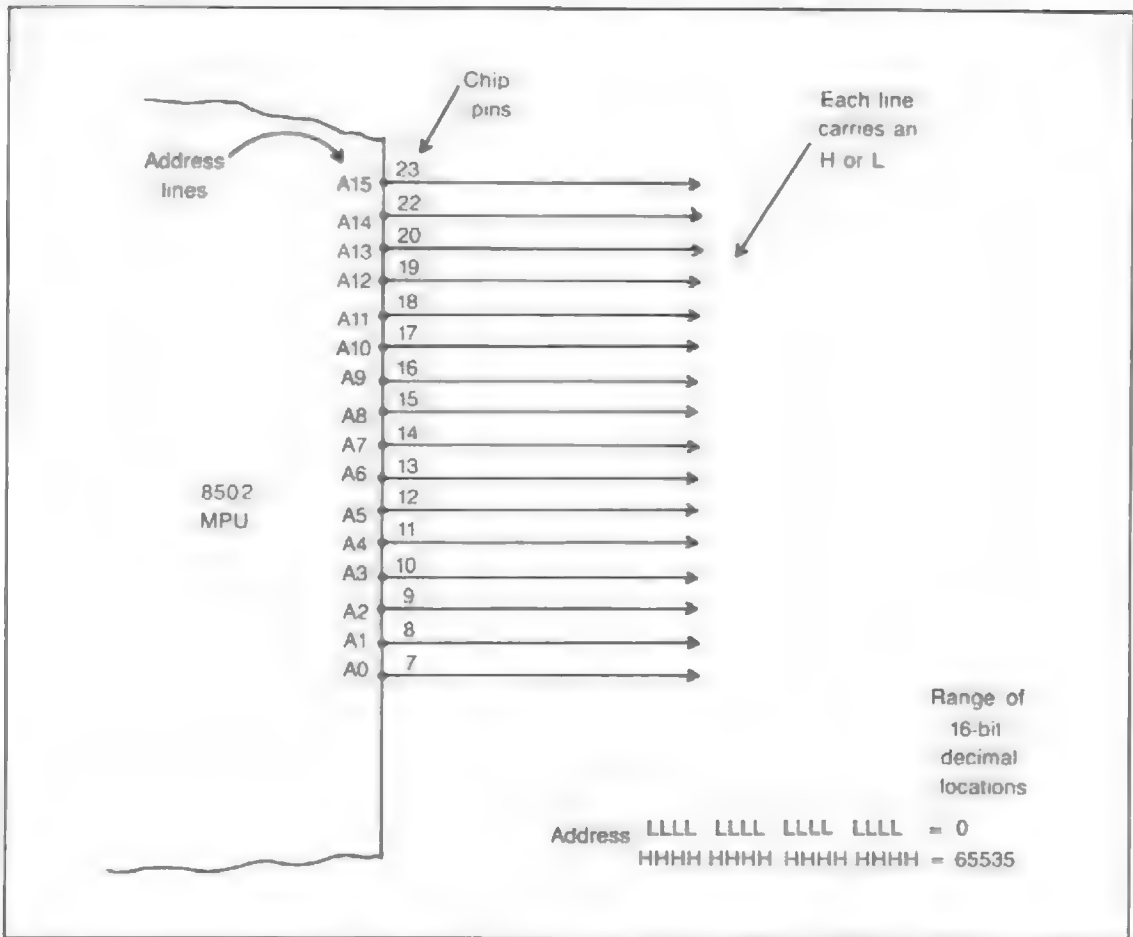 Chip
pins
Each line
carries an
H or L
Address
lines
A15 23
A14 22
A13 20
A12 19
A11 18
A10 17
A9 16
A8 15
A7 14
A6 13
A5 12
A4 11
A3 10
A2 9
A1 8
A0 7
8502
MPU
Range of
16-bit
decimal
locations
Address LLLL LLLL LLLL LLLL = 0
HHHH HHHH HHHH HHHH = 65535